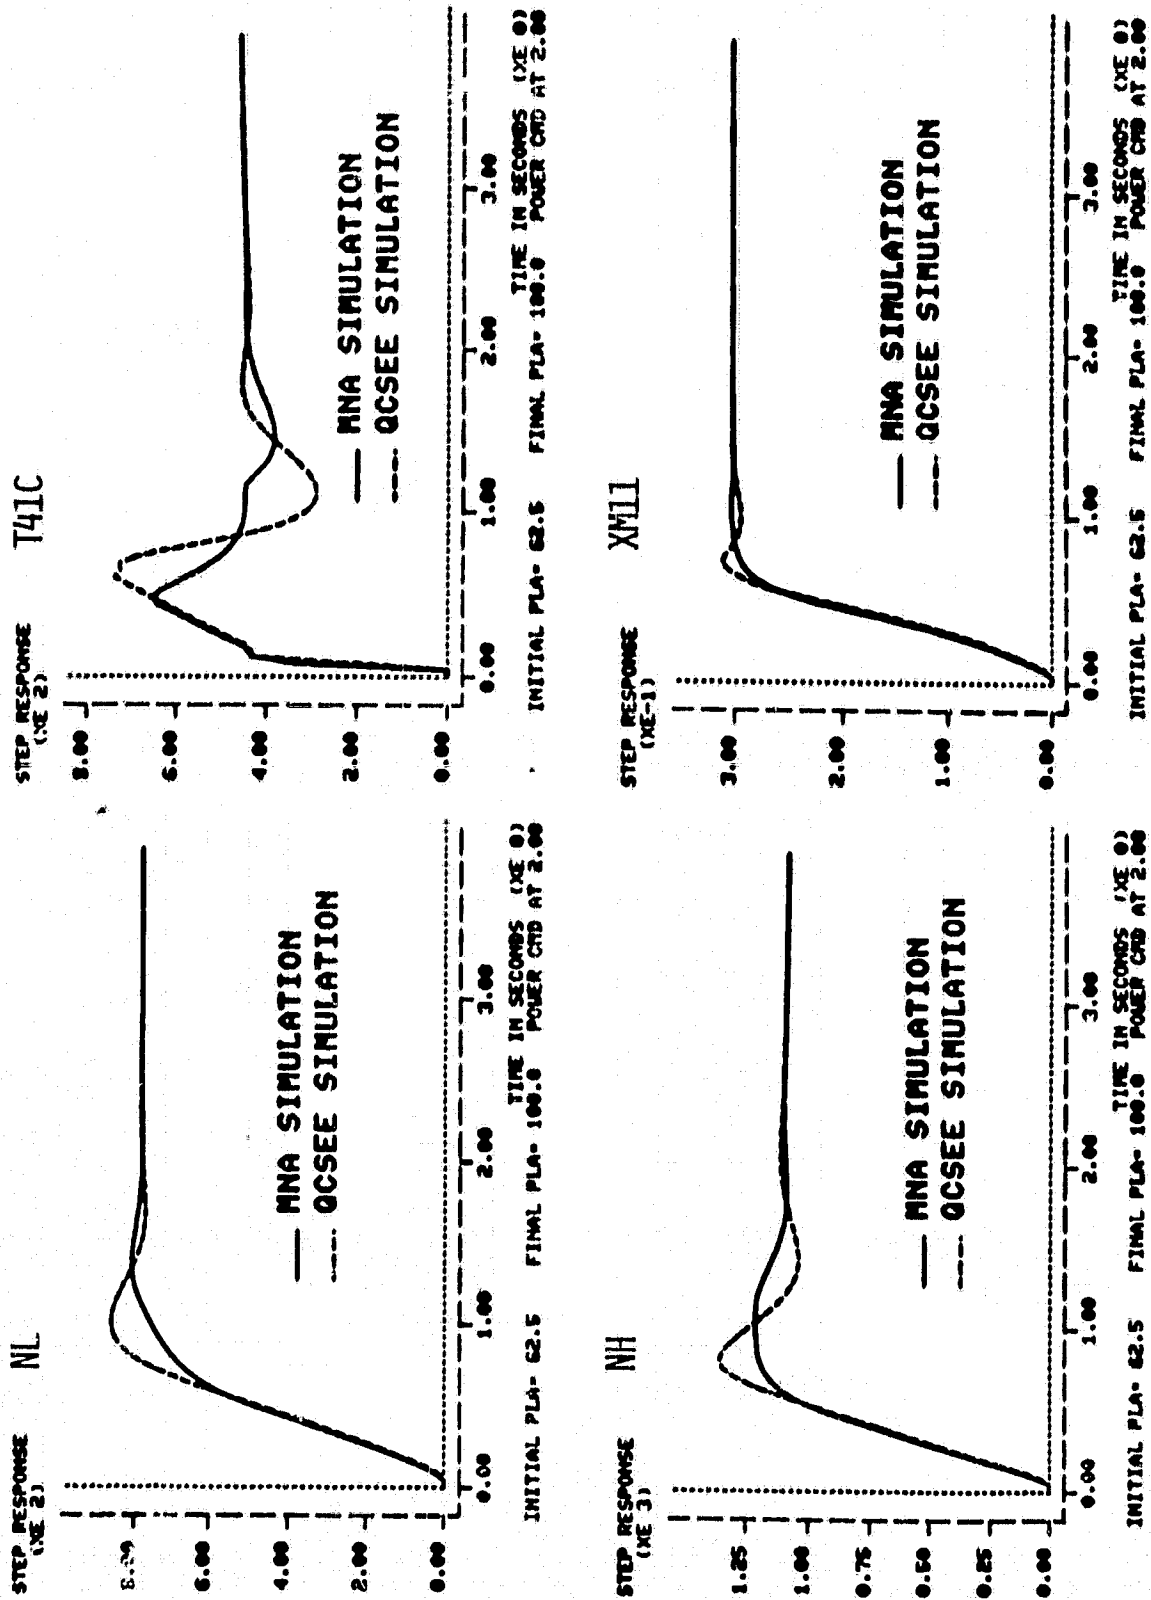 STEP RESPONSE NL
(XE 2)
8.00
6.00
4.00
2.00
0.00
MNA SIMULATION
QCSEE SIMULATION
0.00 1.00 2.00 3.00
TIME IN SECONDS (XE 0)
INITIAL PLA= 62.5 FINAL PLA= 100.0 POWER CMD AT 2.00
STEP RESPONSE T41C
(XE 2)
8.00
6.00
4.00
2.00
0.00
MNA SIMULATION
QCSEE SIMULATION
0.00 1.00 2.00 3.00
TIME IN SECONDS (XE 0)
INITIAL PLA= 62.5 FINAL PLA= 100.0 POWER CMD AT 2.00
STEP RESPONSE NH
(XE 3)
1.25
1.00
0.75
0.50
0.25
0.00
MNA SIMULATION
QCSEE SIMULATION
0.00 1.00 2.00 3.00
TIME IN SECONDS (XE 0)
INITIAL PLA= 62.5 FINAL PLA= 100.0 POWER CMD AT 2.00
STEP RESPONSE XM11
(XE-1)
3.00
2.00
1.00
0.00
MNA SIMULATION
QCSEE SIMULATION
0.00 1.00 2.00 3.00
TIME IN SECONDS (XE 0)
INITIAL PLA= 62.5 FINAL PLA= 100.0 POWER CMD AT 2.00